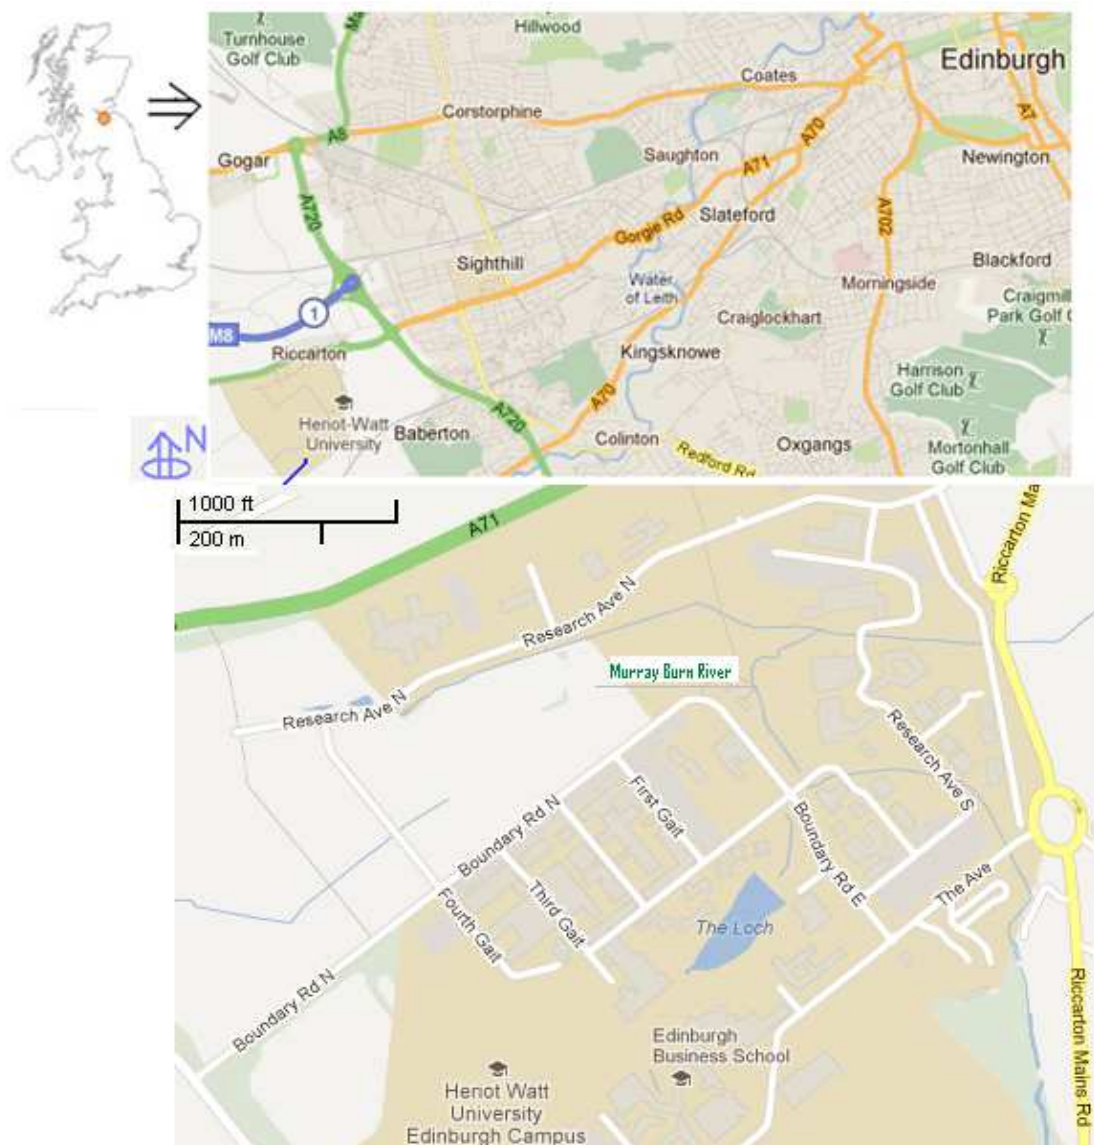 Turnhouse
Golf Club
Hillwood
Ma
Edinburgh
Coates
Corstorphine
A8
A7
A70
Gogar
Saughton
A71
Newington
A720
Slateford
A702
Gorgie Rd
Sighthill
Blackford
Water
of Leith
Morningside
1
Craigmil
Park Golf C
M8
Craiglockhart
Riccarton
Kingsknowe
Harrison
Golf Club
A70
A720
Heriot-Watt
University
Baberton
Colinton
Oxgangs
Mortonhall
Golf Club
Redford Rd
N
1000 ft
200 m
A71
Riccarton Ma
Research Ave N
Murray Burn River
Research Ave N
Research Ave S
First Gait
Boundary Rd N
Boundary Rd E
The Ave
Third Gait
Fourth Gait
The Loch
Boundary Rd N
Riccarton Mains Rd
Edinburgh
Business School
Heriot Watt
University
Edinburgh Campus